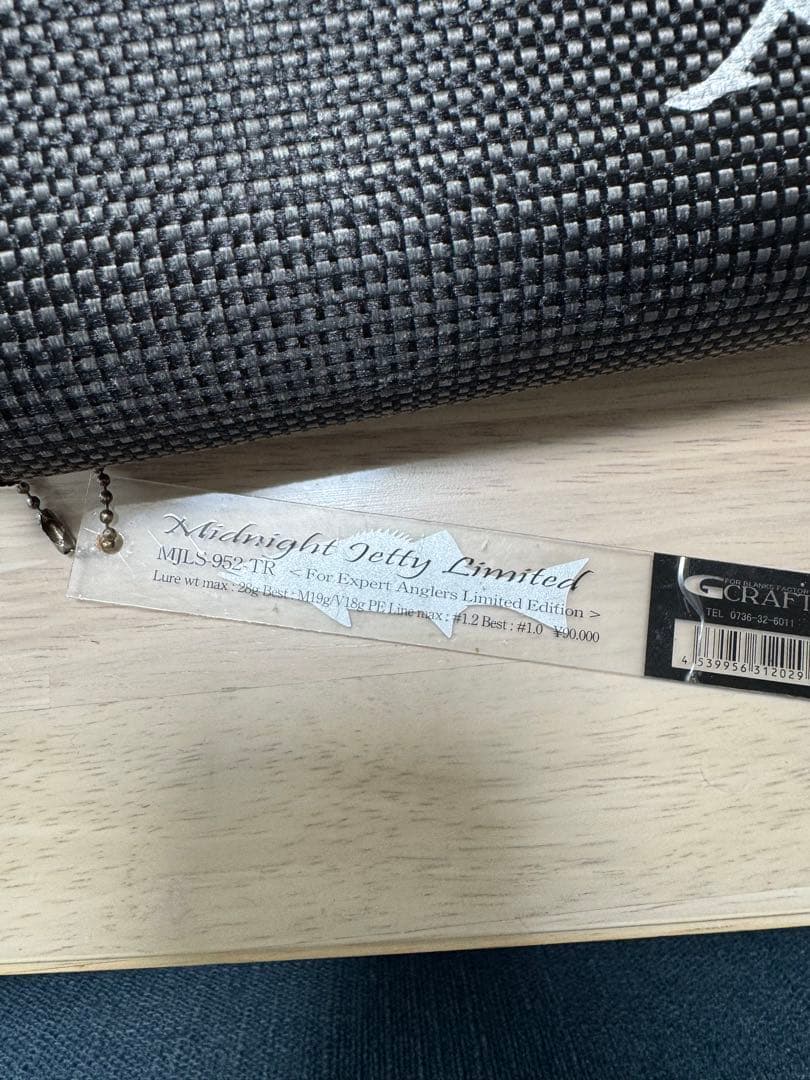 Midnight Jetty Limited
MJLS-952-TR < For Expert Anglers Limited Edition >
Lure wt max : 28g Best : M19g/V18g PE Line max : #1.2 Best : #1.0 ¥90.000
FOR BLANKS FACTOR
GCRAFT
TEL 0736-32-6011
4 539956 312029